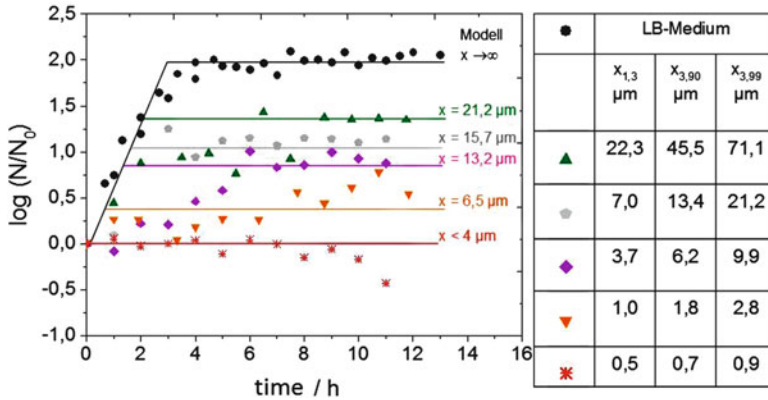 log (N/N₀)
2,5
2,0
1,5
1,0
0,5
0,0
-0,5
-1,0
0 2 4 6 8 10 12 14 16
time / h
Modell
x →∞
x = 21,2 µm
x = 15,7 µm
x = 13,2 µm
x = 6,5 µm
x < 4 µm
LB-Medium
x₁,₃ x₃,₉₀ x₃,₉₉
µm µm µm
22,3 45,5 71,1
7,0 13,4 21,2
3,7 6,2 9,9
1,0 1,8 2,8
0,5 0,7 0,9